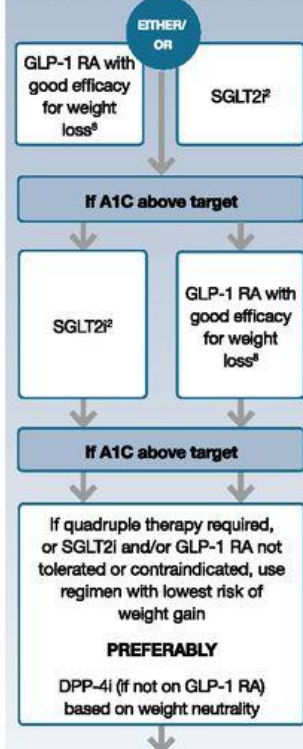 EITHER/
OR
GLP-1 RA with
good efficacy
for weight
loss⁸
SGLT2i²
If A1C above target
SGLT2i²
GLP-1 RA with
good efficacy
for weight
loss⁸
If A1C above target
If quadruple therapy required,
or SGLT2i and/or GLP-1 RA not
tolerated or contraindicated, use
regimen with lowest risk of
weight gain
PREFERABLY
DPP-4i (if not on GLP-1 RA)
based on weight neutrality